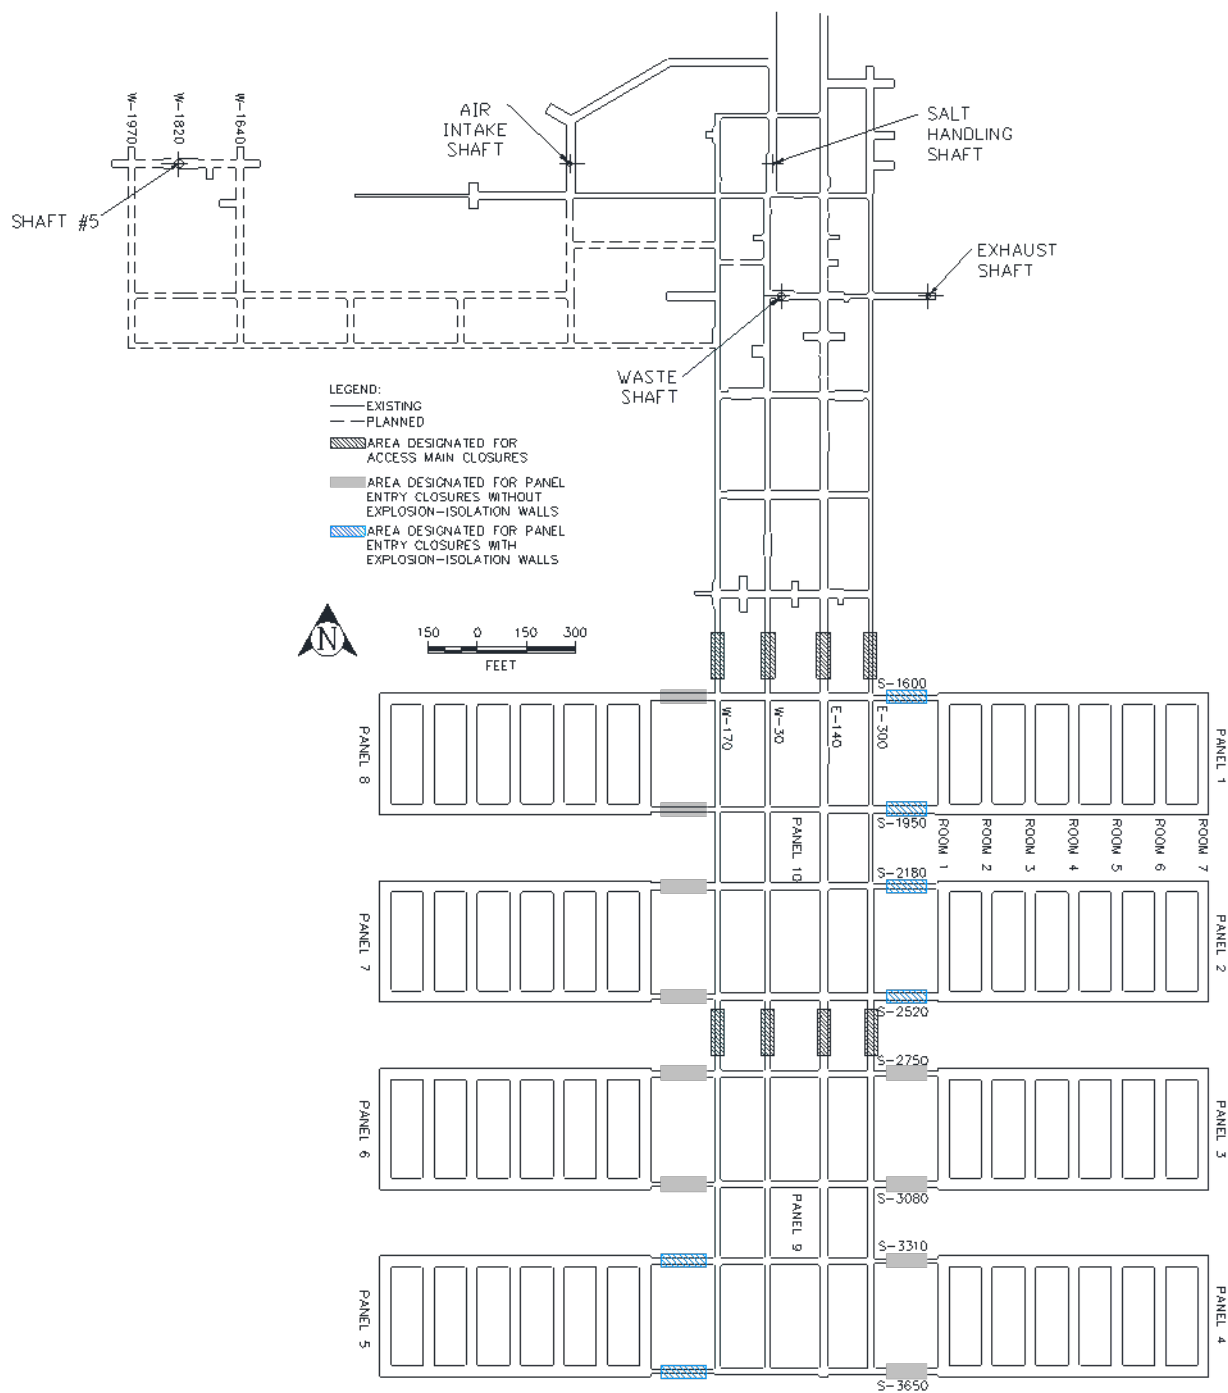 W-1970
W-1820
W-1640
SHAFT #5
AIR
INTAKE
SHAFT
SALT
HANDLING
SHAFT
EXHAUST
SHAFT
WASTE
SHAFT
LEGEND:
EXISTING
PLANNED
AREA DESIGNATED FOR
ACCESS MAIN CLOSURES
AREA DESIGNATED FOR PANEL
ENTRY CLOSURES WITHOUT
EXPLOSION-ISOLATION WALLS
AREA DESIGNATED FOR PANEL
ENTRY CLOSURES WITH
EXPLOSION-ISOLATION WALLS
N
150 0 150 300
FEET
S-1600
W-170
W-30
E-140
E-300
PANEL 8
PANEL 1
S-1950
PANEL 10
ROOM 1
ROOM 2
ROOM 3
ROOM 4
ROOM 5
ROOM 6
ROOM 7
S-2180
PANEL 7
PANEL 2
S-2520
S-2750
PANEL 6
PANEL 3
S-3080
PANEL 9
S-3310
PANEL 5
PANEL 4
S-3650